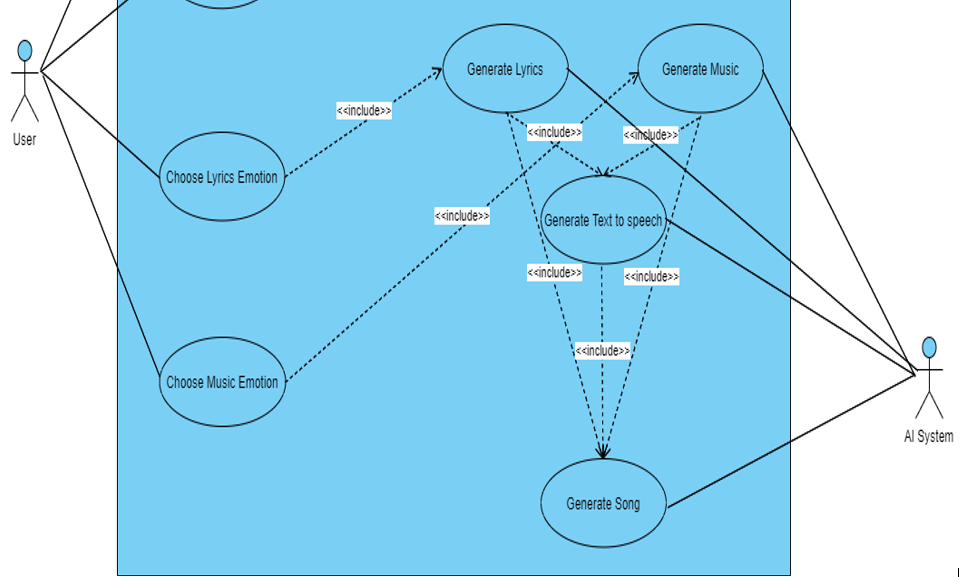 Generate Lyrics
Generate Music
<<include>>
<<include>>
<<include>>
User
Choose Lyrics Emotion
<<include>>
Generate Text to speech
<<include>>
<<include>>
<<include>>
Choose Music Emotion
AI System
Generate Song